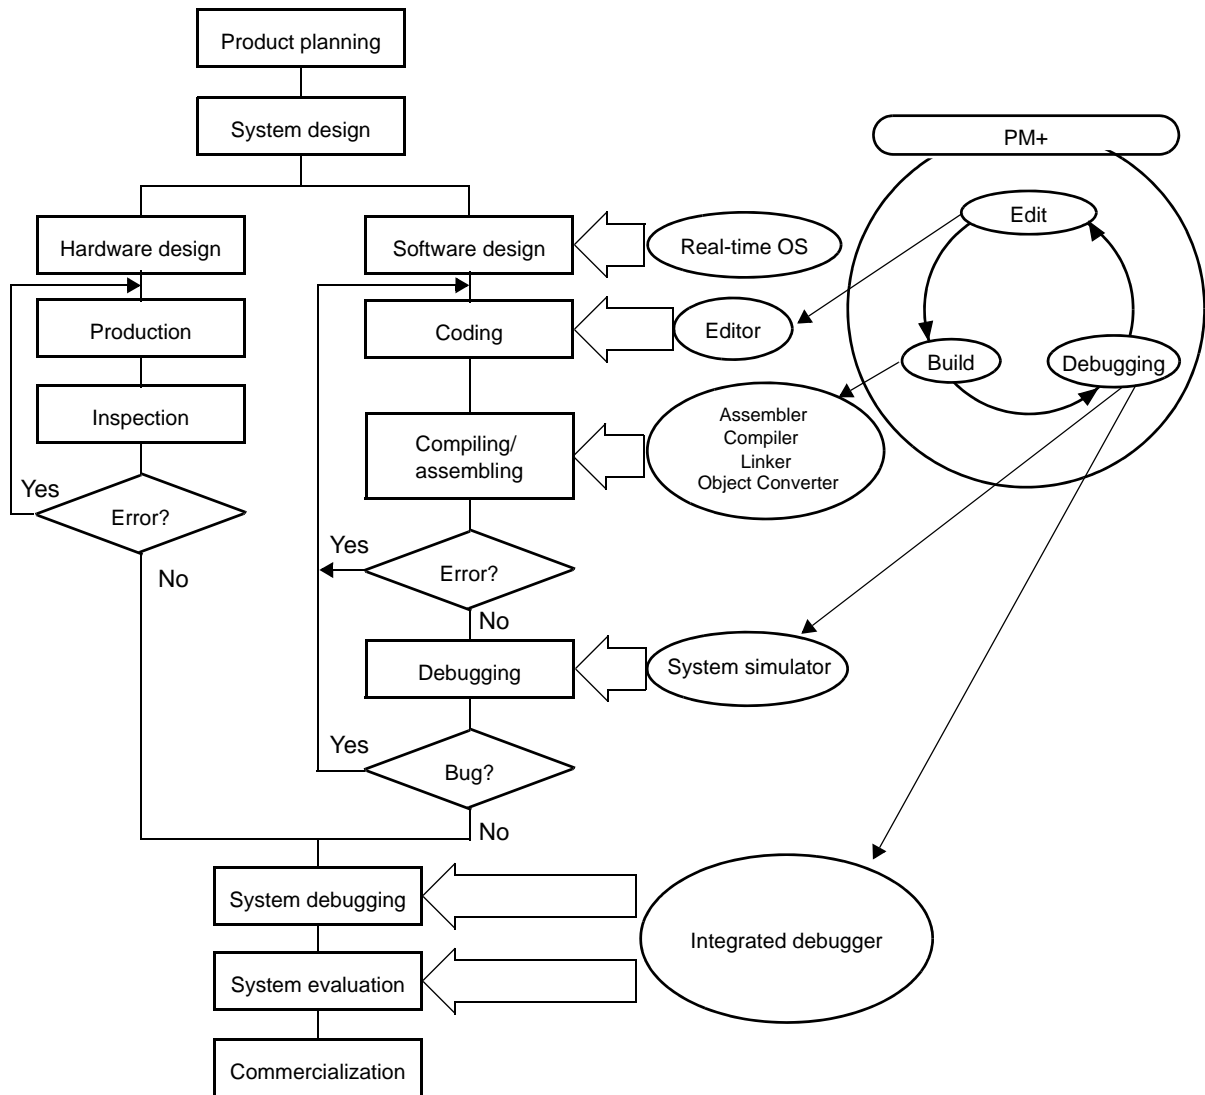 Product planning
System design
PM+
Edit
Hardware design
Software design
Real-time OS
Production
Coding
Editor
Build
Debugging
Inspection
Compiling/
assembling
Assembler
Compiler
Linker
Object Converter
Yes
Error?
No
Yes
Error?
No
Debugging
System simulator
Yes
Bug?
No
System debugging
Integrated debugger
System evaluation
Commercialization